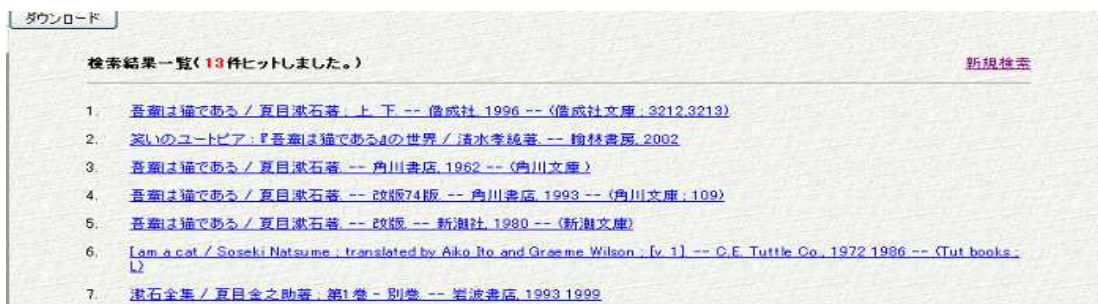 ダウンロード
検索結果一覧(13件ヒットしました。)
新規検索
1. 吾輩は猫である / 夏目漱石著 ; 上, 下. -- 偕成社, 1996 -- (偕成社文庫 ; 3212,3213)
2. 笑いのユートピア : 『吾輩は猫である』の世界 / 清水孝純著. -- 翰林書房, 2002
3. 吾輩は猫である / 夏目漱石著. -- 角川書店, 1962 -- (角川文庫)
4. 吾輩は猫である / 夏目漱石著. -- 改版74版. -- 角川書店, 1993 -- (角川文庫 ; 109)
5. 吾輩は猫である / 夏目漱石著. -- 改版. -- 新潮社, 1980 -- (新潮文庫)
6. I am a cat / Soseki Natsume ; translated by Aiko Ito and Graeme Wilson ; [v. 1]. -- C.E. Tuttle Co., 1972 1986 -- (Tut books ;
L)
7. 漱石全集 / 夏目金之助著 ; 第1巻 - 別巻. -- 岩波書店, 1993 1999